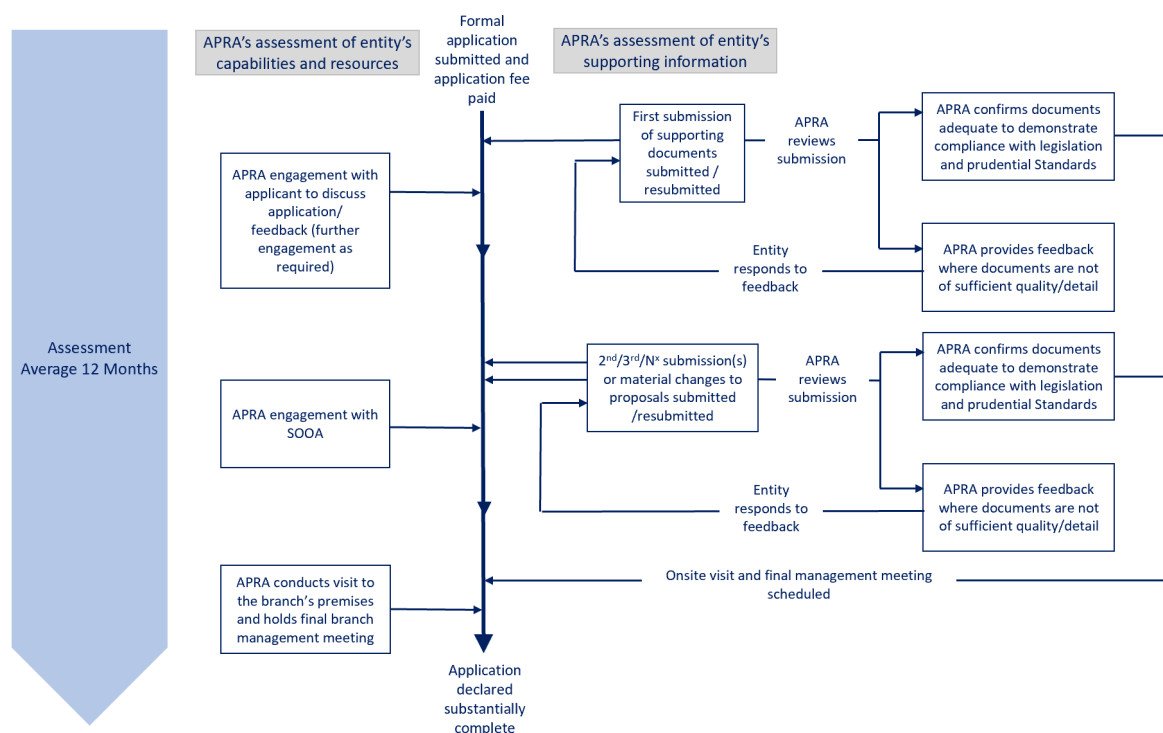 Formal
application
submitted and
application fee
paid
APRA's assessment of entity's
capabilities and resources
APRA's assessment of entity's
supporting information
First submission
of supporting
documents
submitted /
resubmitted
APRA
reviews
submission
APRA confirms documents
adequate to demonstrate
compliance with legislation
and prudential Standards
APRA engagement with
applicant to discuss
application/
feedback (further
engagement as
required)
Entity
responds to
feedback
APRA provides feedback
where documents are not
of sufficient quality/detail
Assessment
Average 12 Months
2nd/3rd/Nx submission(s)
or material changes to
proposals submitted
/resubmitted
APRA
reviews
submission
APRA confirms documents
adequate to demonstrate
compliance with legislation
and prudential Standards
APRA engagement with
SOOA
Entity
responds to
feedback
APRA provides feedback
where documents are not
of sufficient quality/detail
APRA conducts visit to
the branch's premises
and holds final branch
management meeting
Onsite visit and final management meeting
scheduled
Application
declared
substantially
complete